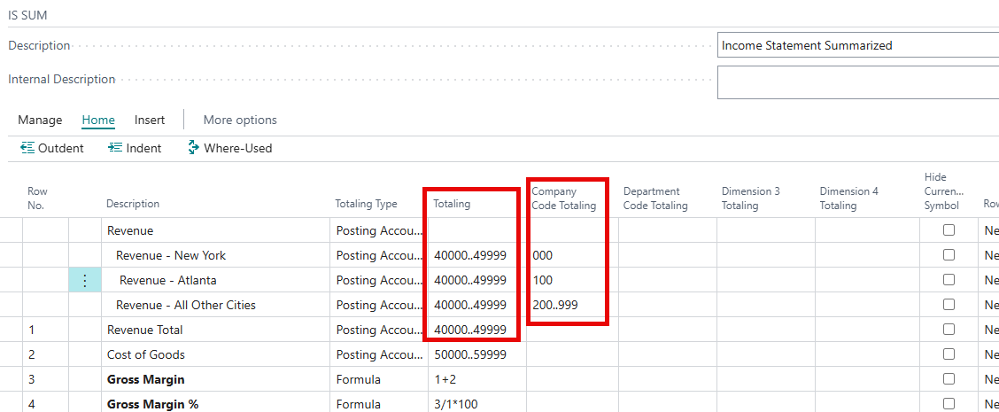 IS SUM
Description
Income Statement Summarized
Internal Description
Manage Home Insert More options
Outdent Indent Where-Used
Row No. Description Totaling Type Totaling Company Code Totaling Department Code Totaling Dimension 3 Totaling Dimension 4 Totaling Hide Curren... Symbol Ro
Revenue Posting Accou... Ne
Revenue - New York Posting Accou... 40000..49999 000 Ne
Revenue - Atlanta Posting Accou... 40000..49999 100 Ne
Revenue - All Other Cities Posting Accou... 40000..49999 200..999 Ne
1 Revenue Total Posting Accou... 40000..49999 Ne
2 Cost of Goods Posting Accou... 50000..59999 Ne
3 Gross Margin Formula 1+2 Ne
4 Gross Margin % Formula 3/1*100 Ne